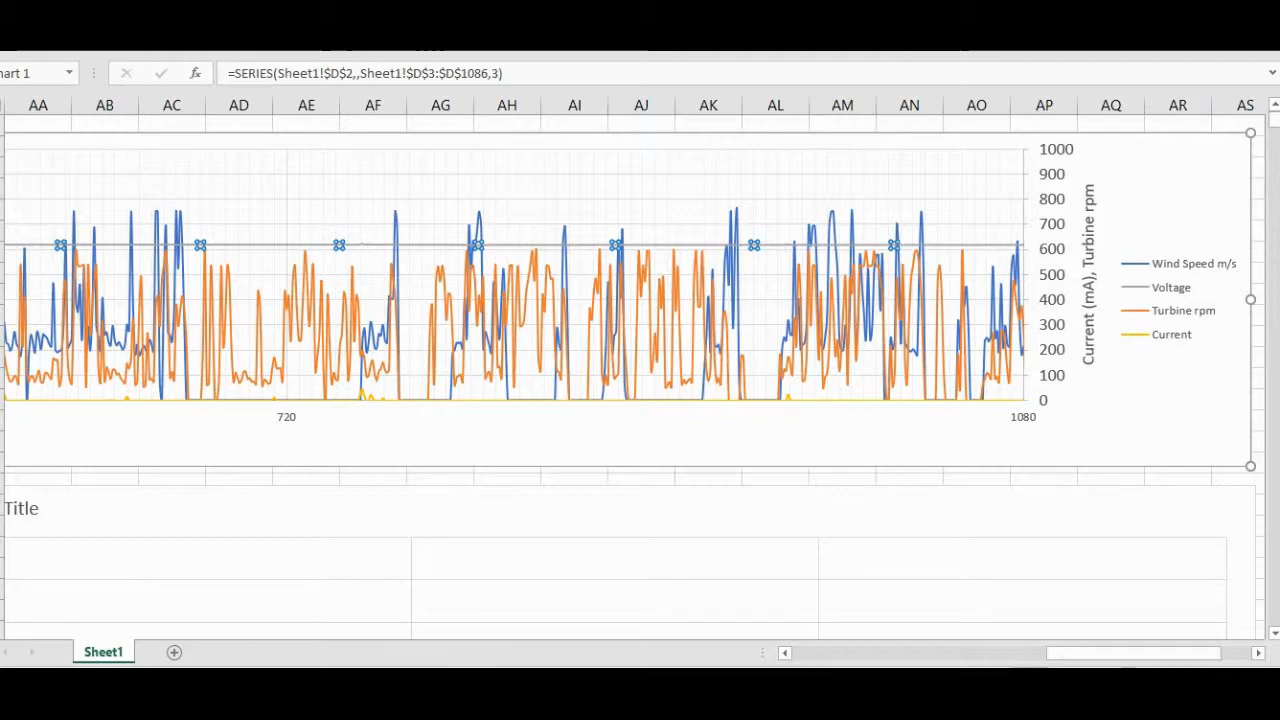 art 1 fx =SERIES(Sheet1!$D$2,,Sheet1!$D$3:$D$1086,3)
AA AB AC AD AE AF AG AH AI AJ AK AL AM AN AO AP AQ AR AS
1000
900
800
700
600
500
400
300
200
100
0
Current (mA), Turbine rpm
Wind Speed m/s
Voltage
Turbine rpm
Current
720 1080
Title
Sheet1